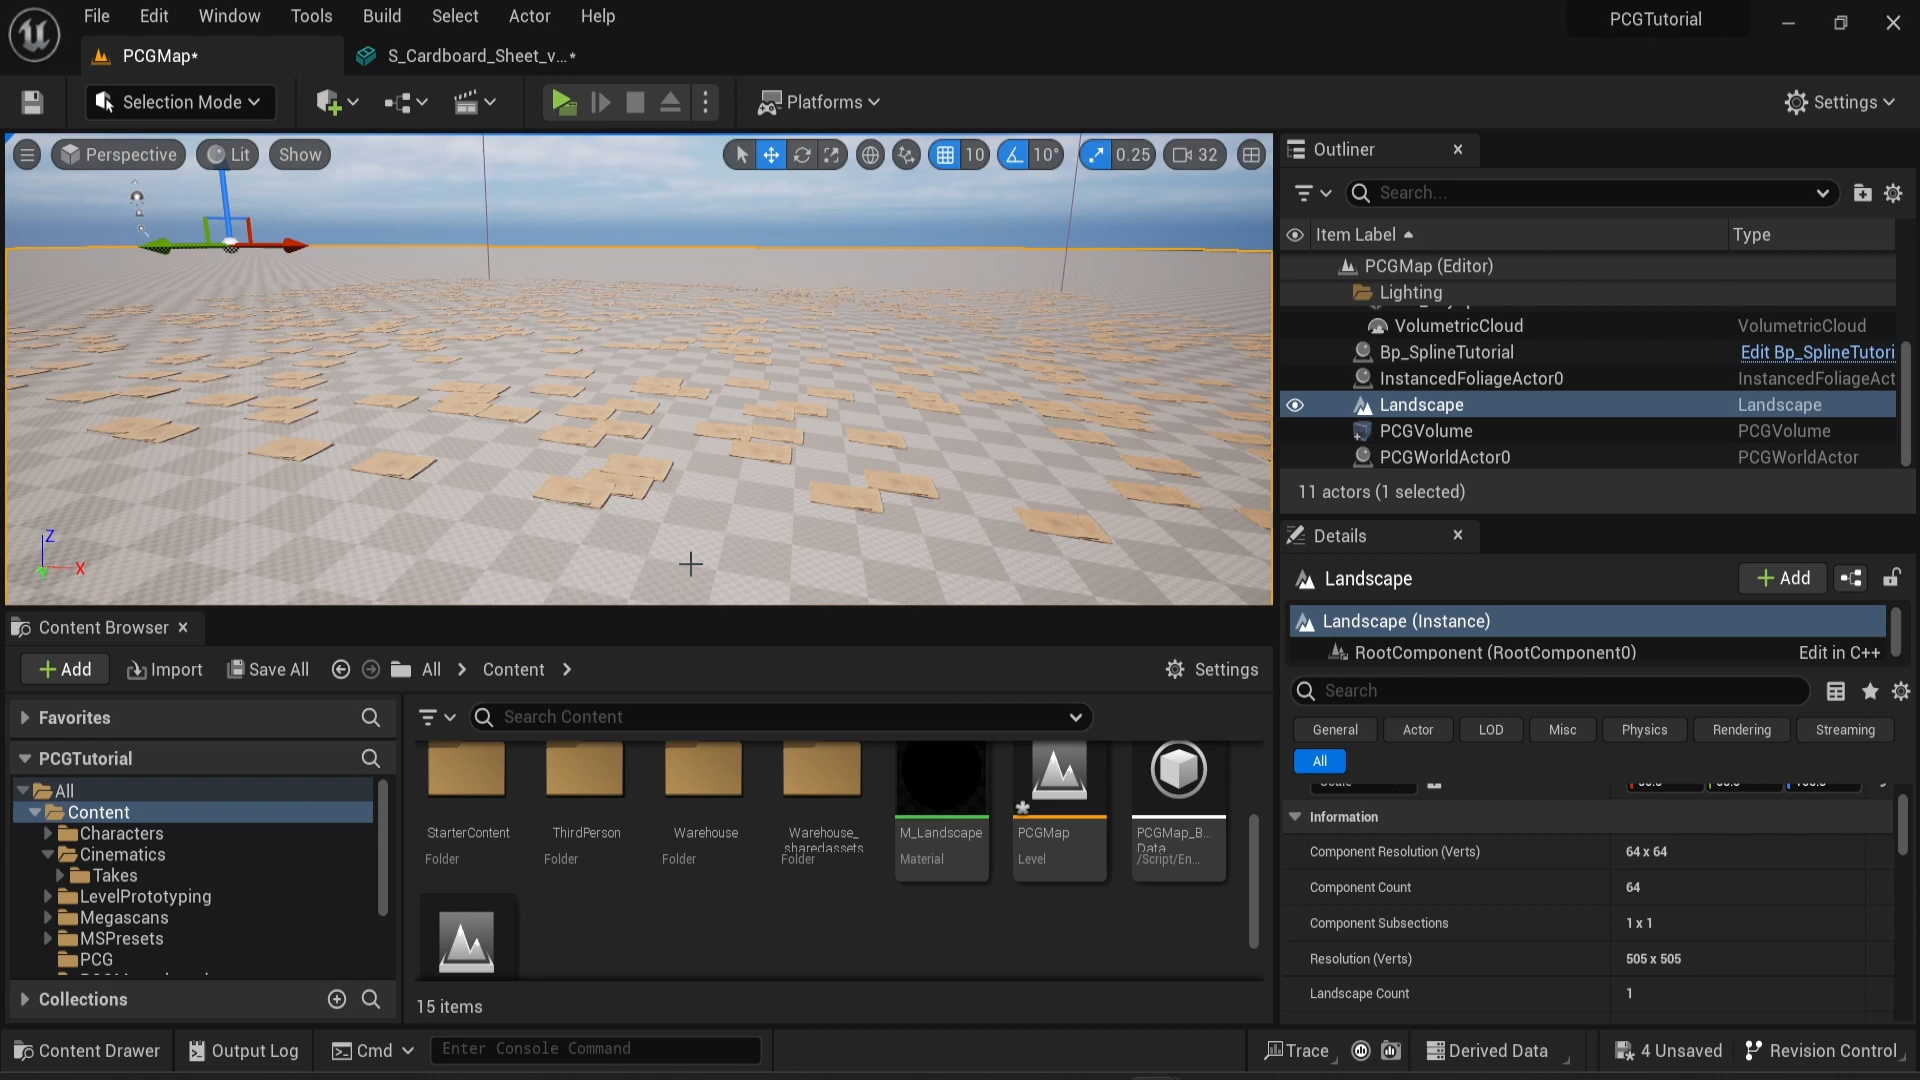 File Edit Window Tools Build Select Actor Help
PCGTutorial
PCGMap* S_Cardboard_Sheet_v...*
Selection Mode Platforms Settings
Perspective Lit Show 10 10° 0.25 32
Z
X
Outliner
Search...
Item Label Type
PCGMap (Editor)
Lighting
VolumetricCloud VolumetricCloud
Bp_SplineTutorial Edit Bp_SplineTutori
InstancedFoliageActor0 InstancedFoliageAct
Landscape Landscape
PCGVolume PCGVolume
PCGWorldActor0 PCGWorldActor
11 actors (1 selected)
Details
Landscape Add
Landscape (Instance)
RootComponent (RootComponent0) Edit in C++
Search
General Actor LOD Misc Physics Rendering Streaming
All
Information
Component Resolution (Verts) 64 x 64
Component Count 64
Component Subsections 1 x 1
Resolution (Verts) 505 x 505
Landscape Count 1
Content Browser
Add Import Save All All Content Settings
Favorites
PCGTutorial
All
Content
Characters
Cinematics
Takes
LevelPrototyping
Megascans
MSPresets
PCG
Collections
Search Content
StarterContent ThirdPerson Warehouse Warehouse_ M_Landscape PCGMap PCGMap_B...
sharedassets Data
Folder Folder Folder Folder Material Level /Script/En...
15 items
Content Drawer Output Log Cmd Enter Console Command Trace Derived Data 4 Unsaved Revision Control